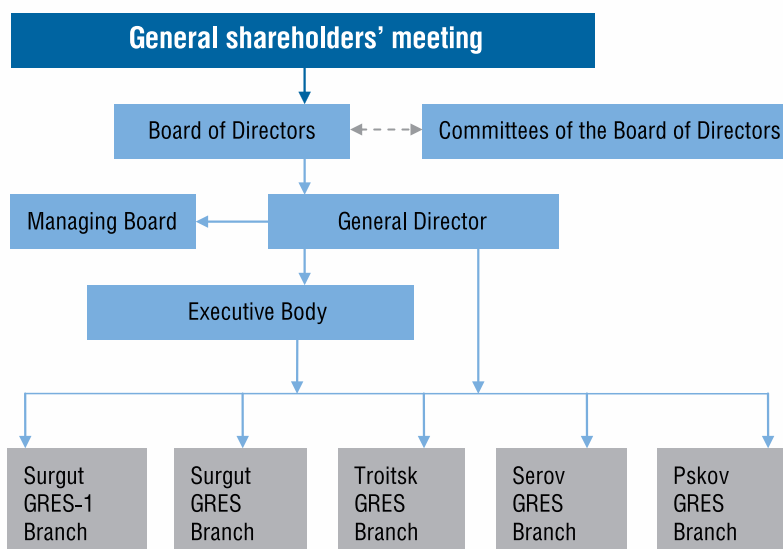 General shareholders' meeting
Board of Directors
Committees of the Board of Directors
Managing Board
General Director
Executive Body
Surgut
GRES-1
Branch
Surgut
GRES
Branch
Troitsk
GRES
Branch
Serov
GRES
Branch
Pskov
GRES
Branch